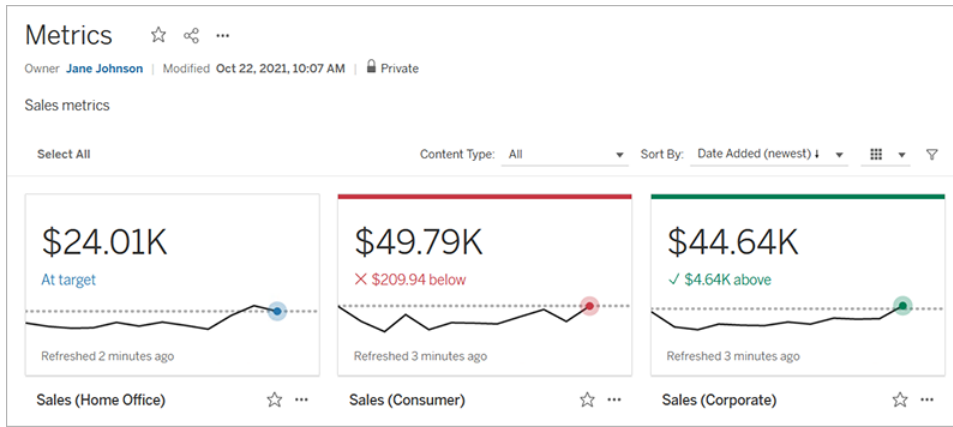 Metrics
Owner Jane Johnson | Modified Oct 22, 2021, 10:07 AM | Private
Sales metrics
Select All
Content Type: All
Sort By: Date Added (newest) ↓
$24.01K
At target
Refreshed 2 minutes ago
Sales (Home Office)
$49.79K
$209.94 below
Refreshed 3 minutes ago
Sales (Consumer)
$44.64K
$4.64K above
Refreshed 3 minutes ago
Sales (Corporate)